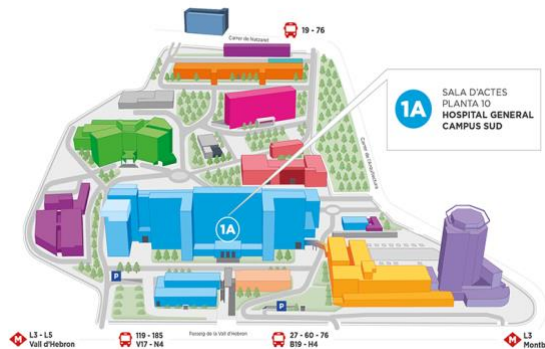 19 - 76
Camí de Natzaret
1A
SALA D'ACTES
PLANTA 10
HOSPITAL GENERAL
CAMPUS SUD
1A
P
P
Passeig de la Vall d'Hebron
M
L3 - L5
Vall d'Hebron
119 - 185
V17 - N4
27 - 60 - 76
B19 - H4
M
L3
Montb